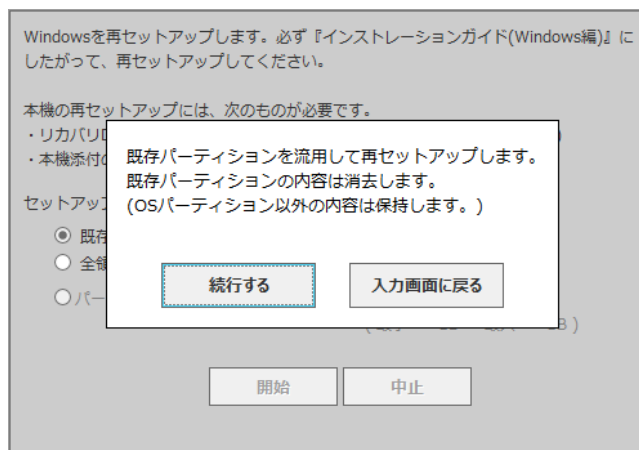 Windowsを再セットアップします。必ず『インストレーションガイド(Windows編)』に
したがって、再セットアップしてください。
本機の再セットアップには、次のものが必要です。
・リカバリ
・本機添付の
セットアップ
既存パーティションを流用して再セットアップします。
既存パーティションの内容は消去します。
(OSパーティション以外の内容は保持します。)
既存
全領
パー
続行する
入力画面に戻る
開始
中止